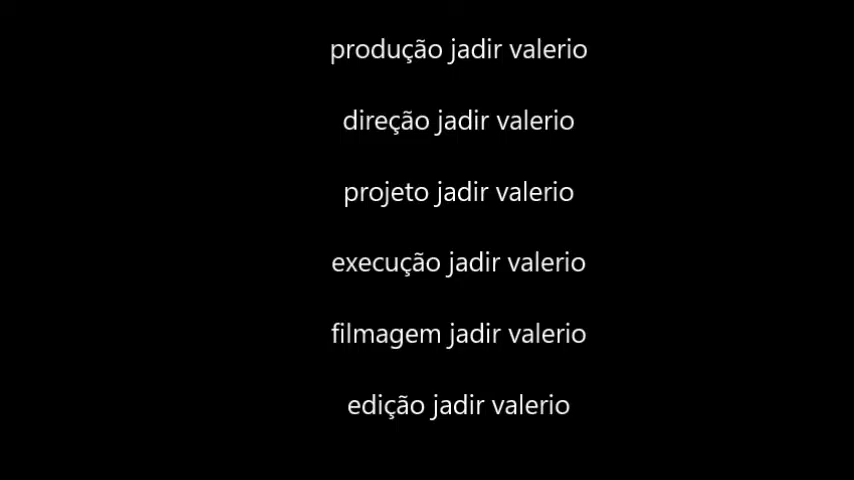 produção jadir valerio
direção jadir valerio
projeto jadir valerio
execução jadir valerio
filmagem jadir valerio
edição jadir valerio